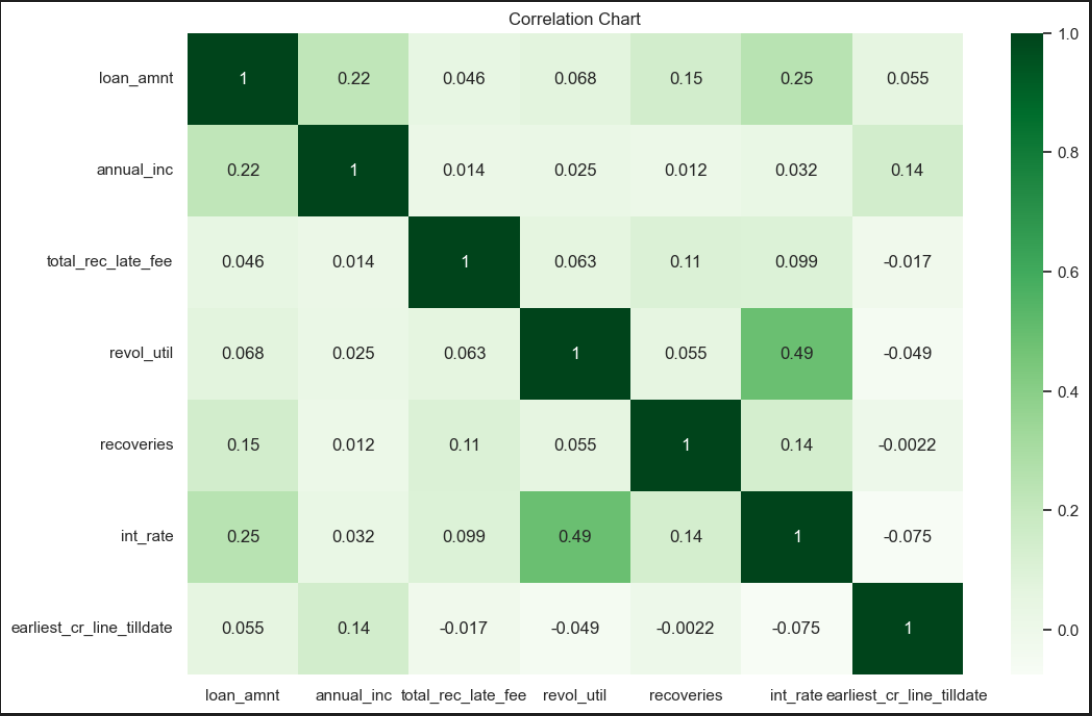 Correlation Chart
loan_amnt 1 0.22 0.046 0.068 0.15 0.25 0.055
annual_inc 0.22 1 0.014 0.025 0.012 0.032 0.14
total_rec_late_fee 0.046 0.014 1 0.063 0.11 0.099 -0.017
revol_util 0.068 0.025 0.063 1 0.055 0.49 -0.049
recoveries 0.15 0.012 0.11 0.055 1 0.14 -0.0022
int_rate 0.25 0.032 0.099 0.49 0.14 1 -0.075
earliest_cr_line_tilldate 0.055 0.14 -0.017 -0.049 -0.0022 -0.075 1
loan_amnt annual_inc total_rec_late_fee revol_util recoveries int_rate earliest_cr_line_tilldate
1.0
0.8
0.6
0.4
0.2
0.0